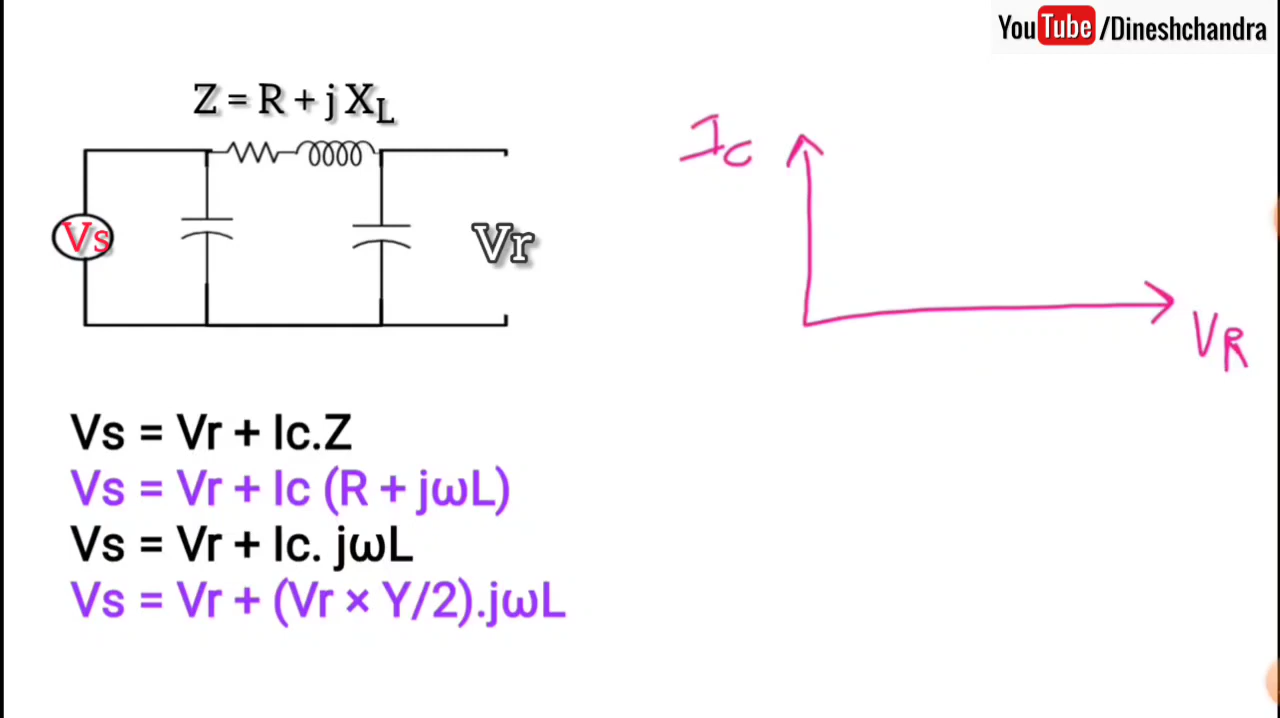 YouTube/Dineshchandra
Z = R + j XL
Ic
Vs
Vr
VR
Vs = Vr + Ic.Z
Vs = Vr + Ic (R + jωL)
Vs = Vr + Ic. jωL
Vs = Vr + (Vr × Y/2).jωL